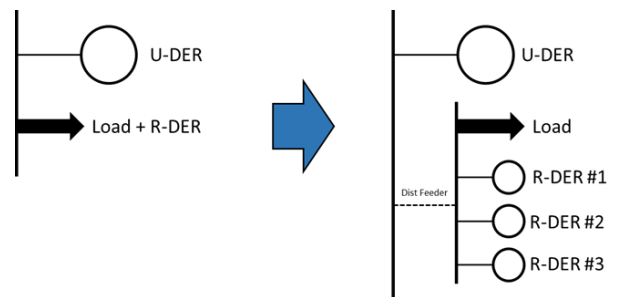 U-DER
Load + R-DER
U-DER
Load
Dist Feeder
R-DER #1
R-DER #2
R-DER #3